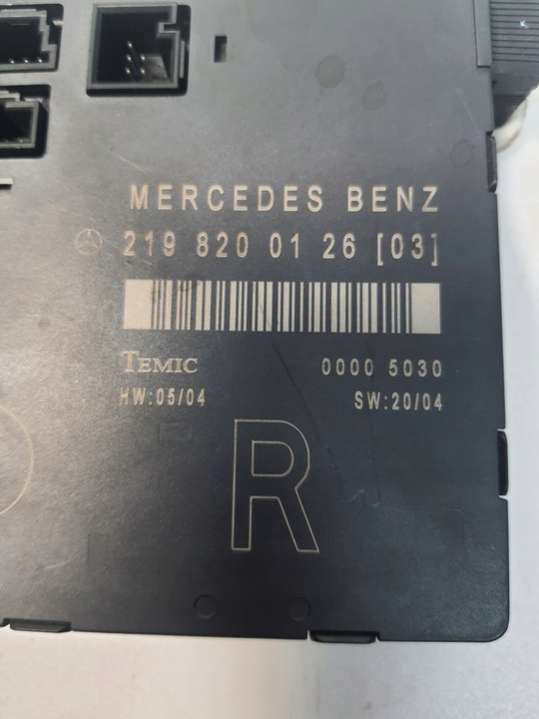 MERCEDES BENZ
219 820 01 26 [03]
TEMIC 0000 5030
HW:05/04 SW:20/04
R